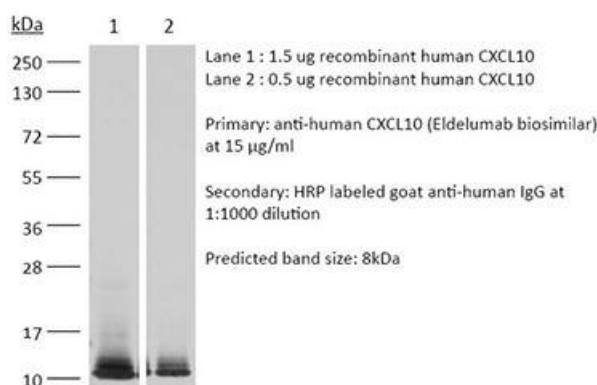 kDa
1 2
250
130
72
55
36
28
17
10
Lane 1 : 1.5 ug recombinant human CXCL10
Lane 2 : 0.5 ug recombinant human CXCL10
Primary: anti-human CXCL10 (Eldelumab biosimilar)
at 15 µg/ml
Secondary: HRP labeled goat anti-human IgG at
1:1000 dilution
Predicted band size: 8kDa